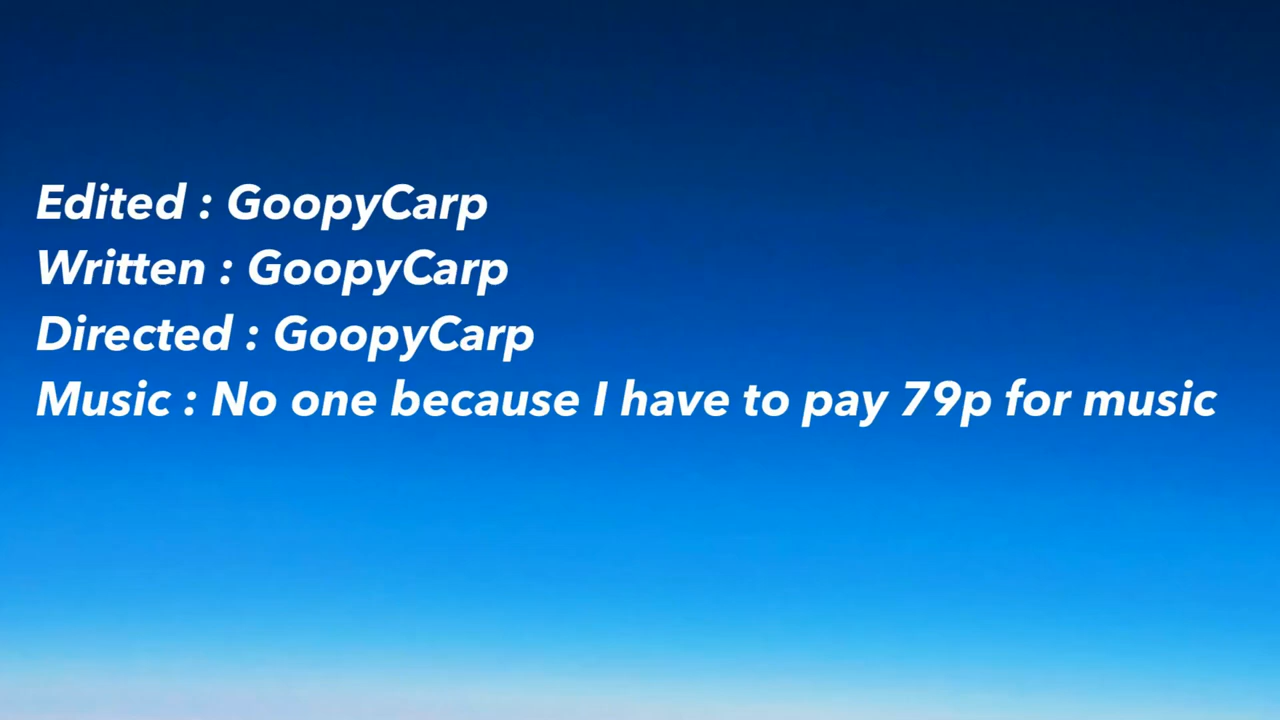 Edited : GoopyCarp
Written : GoopyCarp
Directed : GoopyCarp
Music : No one because I have to pay 79p for music